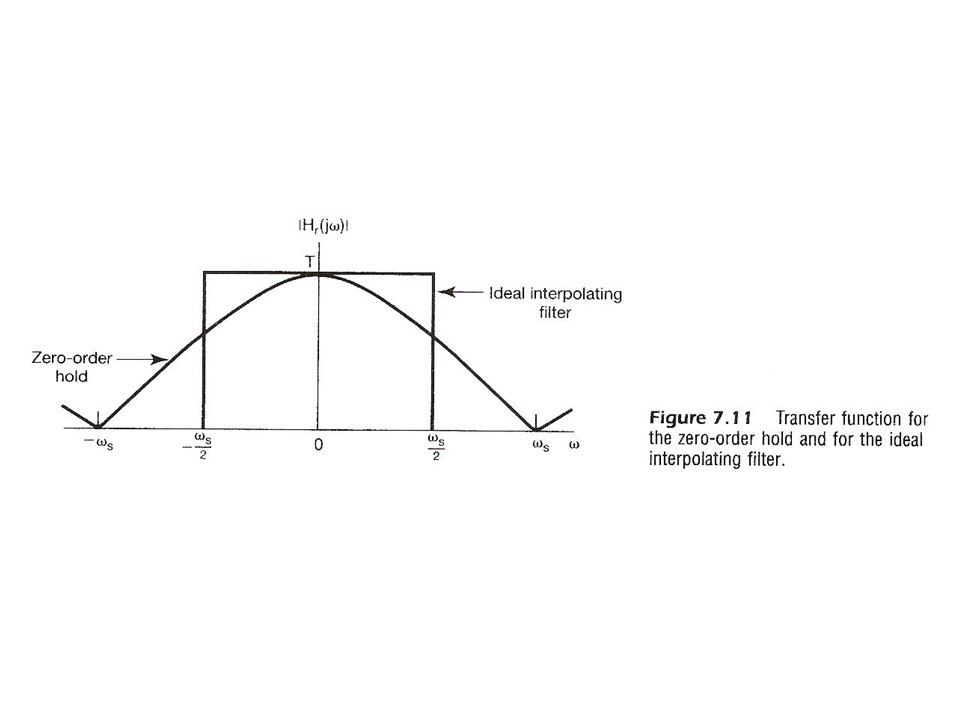 |Hᵣ(jω)|
T
Ideal interpolating
filter
Zero-order
hold
−ωₛ
−ωₛ/2
0
ωₛ/2
ωₛ
ω
Figure 7.11 Transfer function for
the zero-order hold and for the ideal
interpolating filter.